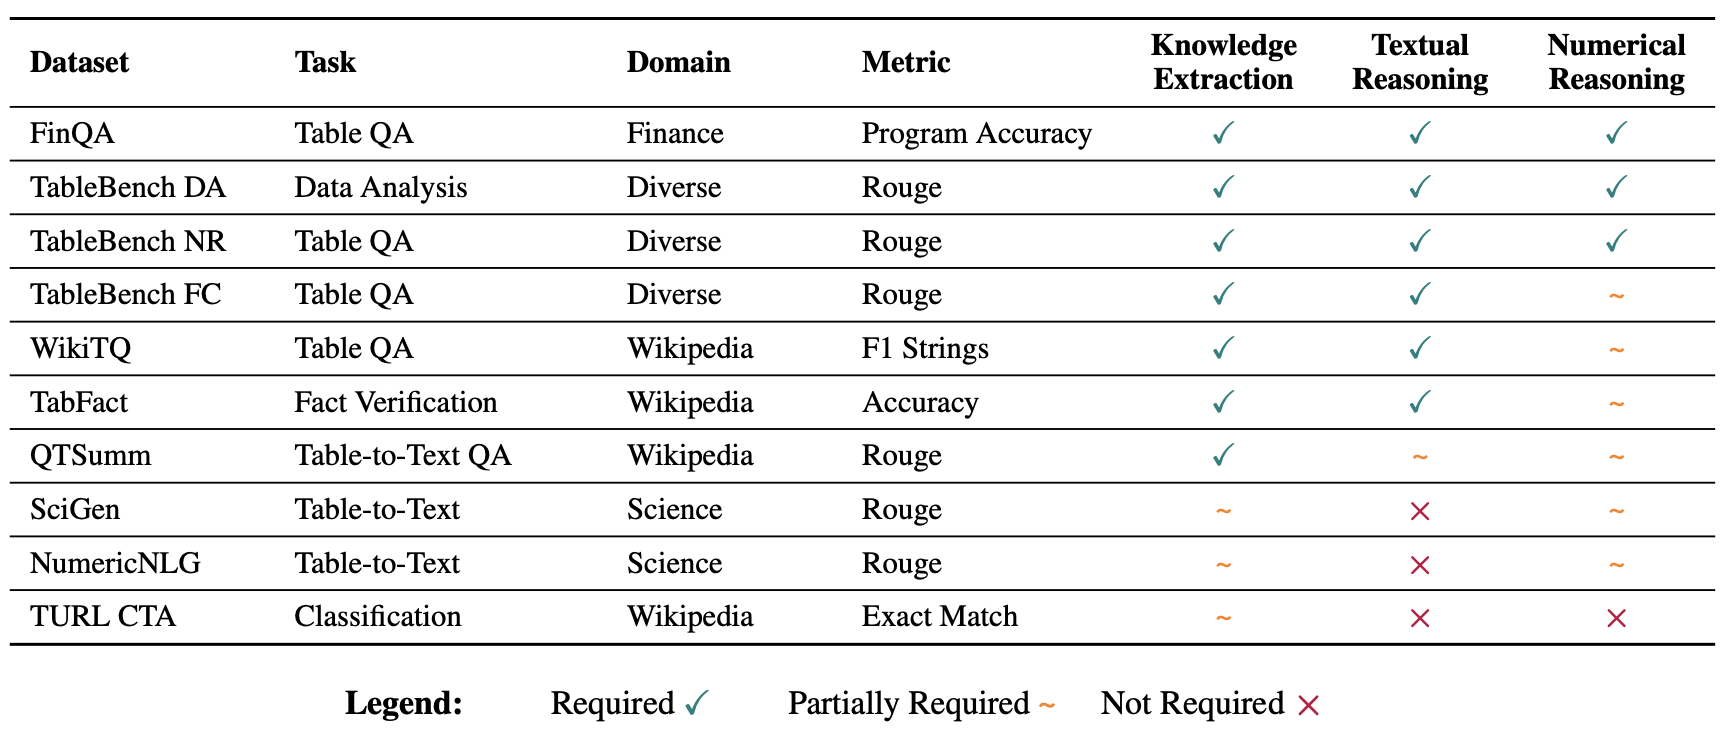 Dataset Task Domain Metric Knowledge Extraction Textual Reasoning Numerical Reasoning
FinQA Table QA Finance Program Accuracy ✓ ✓ ✓
TableBench DA Data Analysis Diverse Rouge ✓ ✓ ✓
TableBench NR Table QA Diverse Rouge ✓ ✓ ✓
TableBench FC Table QA Diverse Rouge ✓ ✓ ~
WikiTQ Table QA Wikipedia F1 Strings ✓ ✓ ~
TabFact Fact Verification Wikipedia Accuracy ✓ ✓ ~
QTSumm Table-to-Text QA Wikipedia Rouge ✓ ~ ~
SciGen Table-to-Text Science Rouge ~ × ~
NumericNLG Table-to-Text Science Rouge ~ × ~
TURL CTA Classification Wikipedia Exact Match ~ × ×
Legend: Required ✓ Partially Required ~ Not Required ×